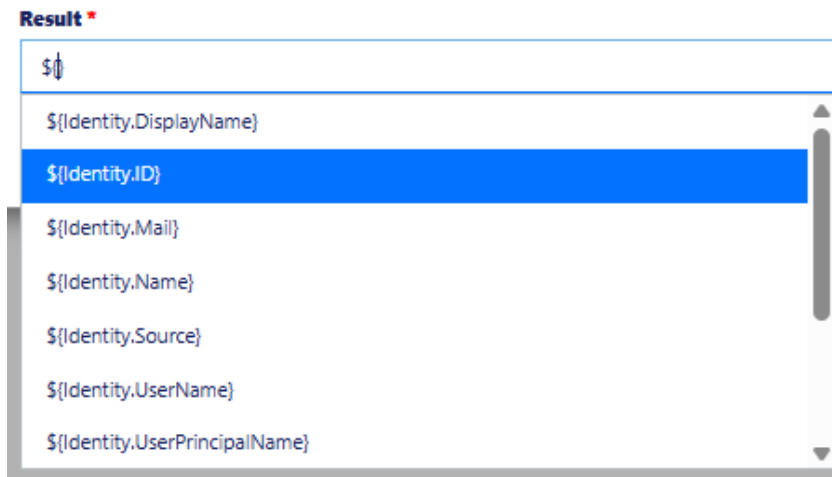 Result *
${}
${Identity.DisplayName}
${Identity.ID}
${Identity.Mail}
${Identity.Name}
${Identity.Source}
${Identity.UserName}
${Identity.UserPrincipalName}